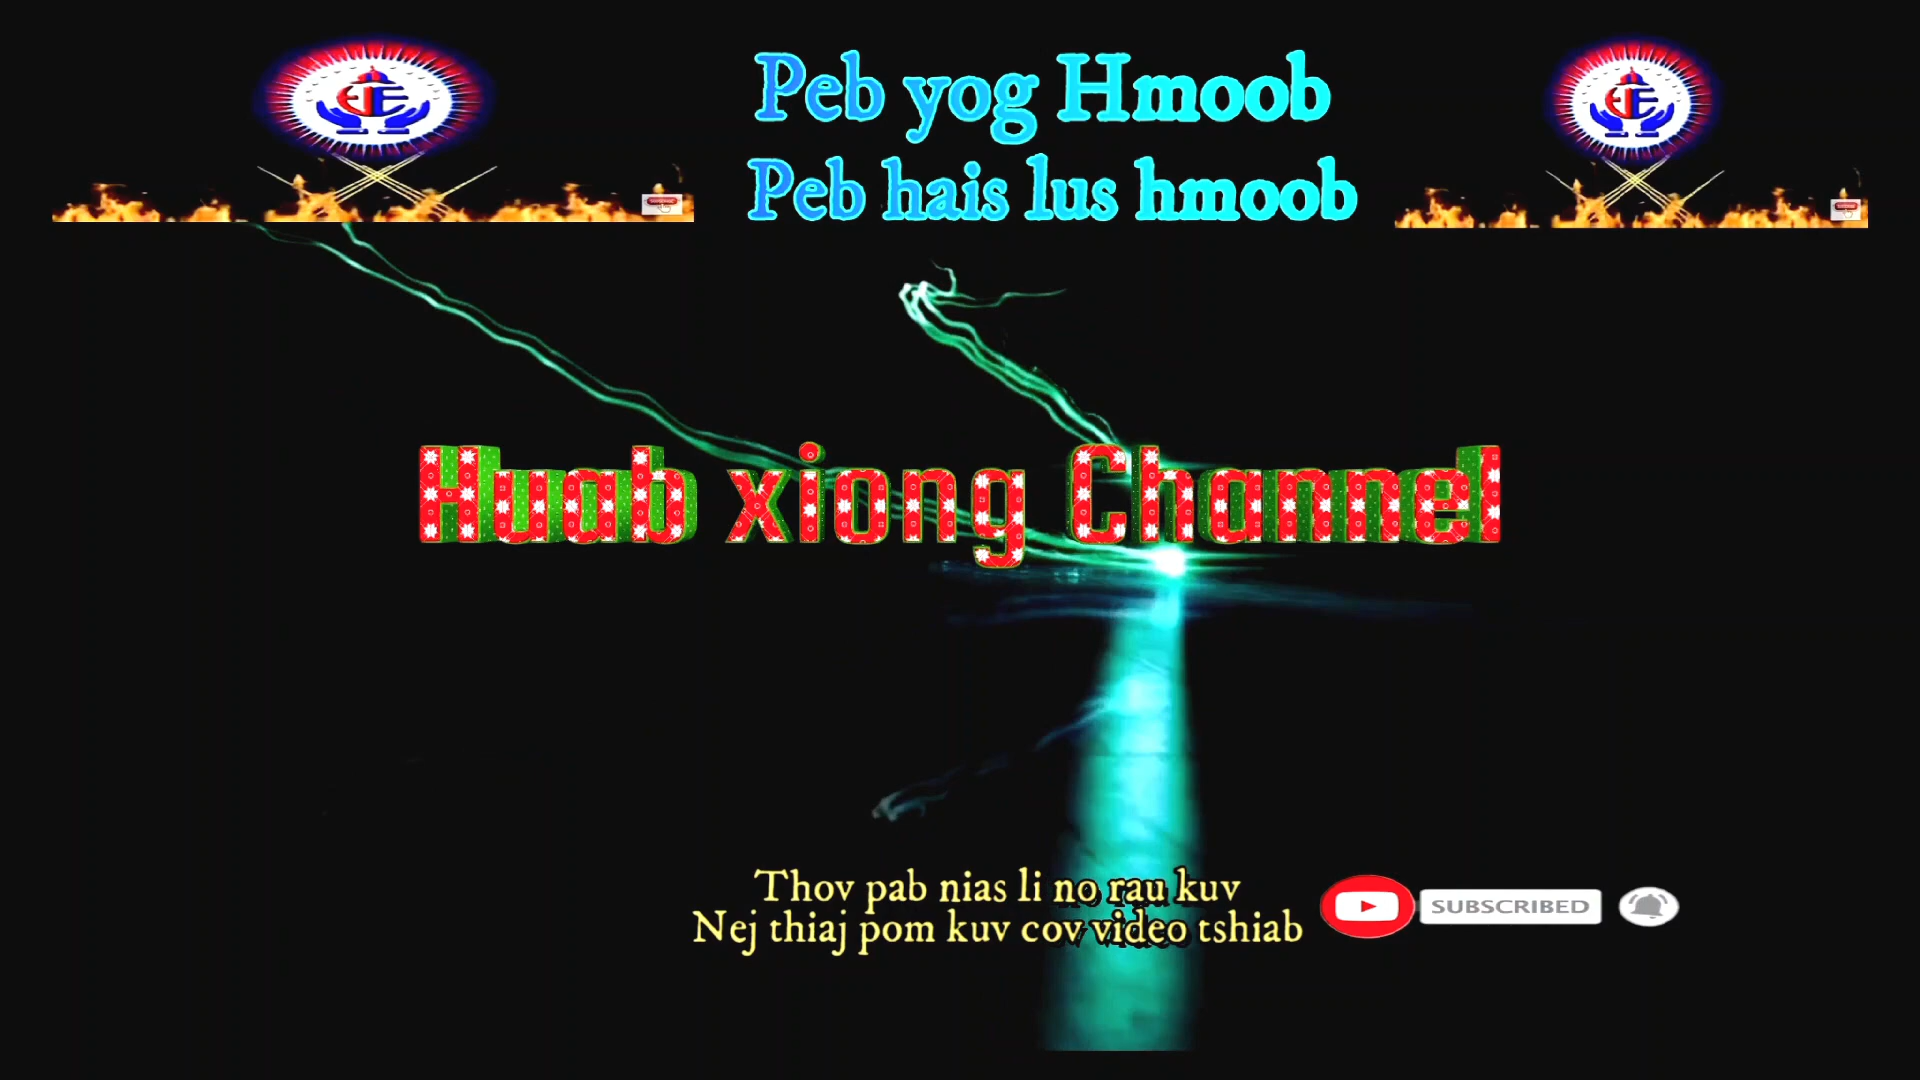 Peb yog Hmoob
Peb hais lus hmoob
Huab xiong Channel
Thov pab nias li no rau kuv
Nej thiaj pom kuv cov video tshiab
SUBSCRIBED